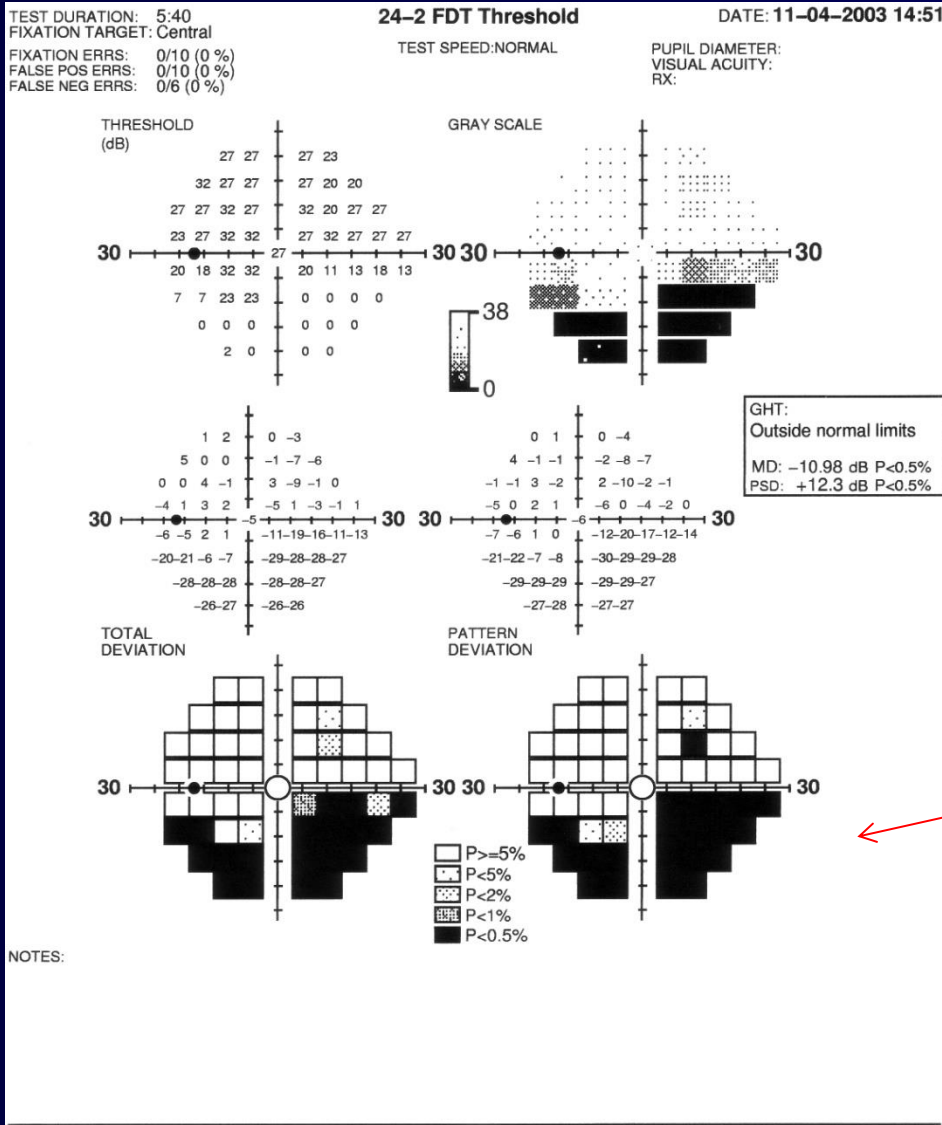 TEST DURATION: 5:40
FIXATION TARGET: Central
FIXATION ERRS: 0/10 (0 %)
FALSE POS ERRS: 0/10 (0 %)
FALSE NEG ERRS: 0/6 (0 %)
24-2 FDT Threshold
TEST SPEED:NORMAL
DATE: 11-04-2003 14:51
PUPIL DIAMETER:
VISUAL ACUITY:
RX:
THRESHOLD
(dB)
27 27 27 23
32 27 27 27 20 20
27 27 32 27 32 20 27 27
23 27 32 32 27 32 27 27 27
30 27 30
20 18 32 32 20 11 13 18 13
7 7 23 23 0 0 0 0
0 0 0 0 0 0
2 0 0 0
GRAY SCALE
30 30
38
0
GHT:
Outside normal limits
MD: -10.98 dB P<0.5%
PSD: +12.3 dB P<0.5%
1 2 0 -3
5 0 0 -1 -7 -6
0 0 4 -1 3 -9 -1 0
-4 1 3 2 -5 1 -3 -1 1
30 -5 30
-6 -5 2 1 -11-19-16-11-13
-20-21 -6 -7 -29-28-28-27
-28-28-28 -28-28-27
-26-27 -26-26
TOTAL
DEVIATION
0 1 0 -4
4 -1 -1 -2 -8 -7
-1 -1 3 -2 2 -10 -2 -1
-5 0 2 1 -6 0 -4 -2 0
30 -6 30
-7 -6 1 0 -12-20-17-12-14
-21-22 -7 -8 -30-29-29-28
-29-29-29 -29-29-27
-27-28 -27-27
PATTERN
DEVIATION
30 30
30 30
P>=5%
P<5%
P<2%
P<1%
P<0.5%
NOTES: